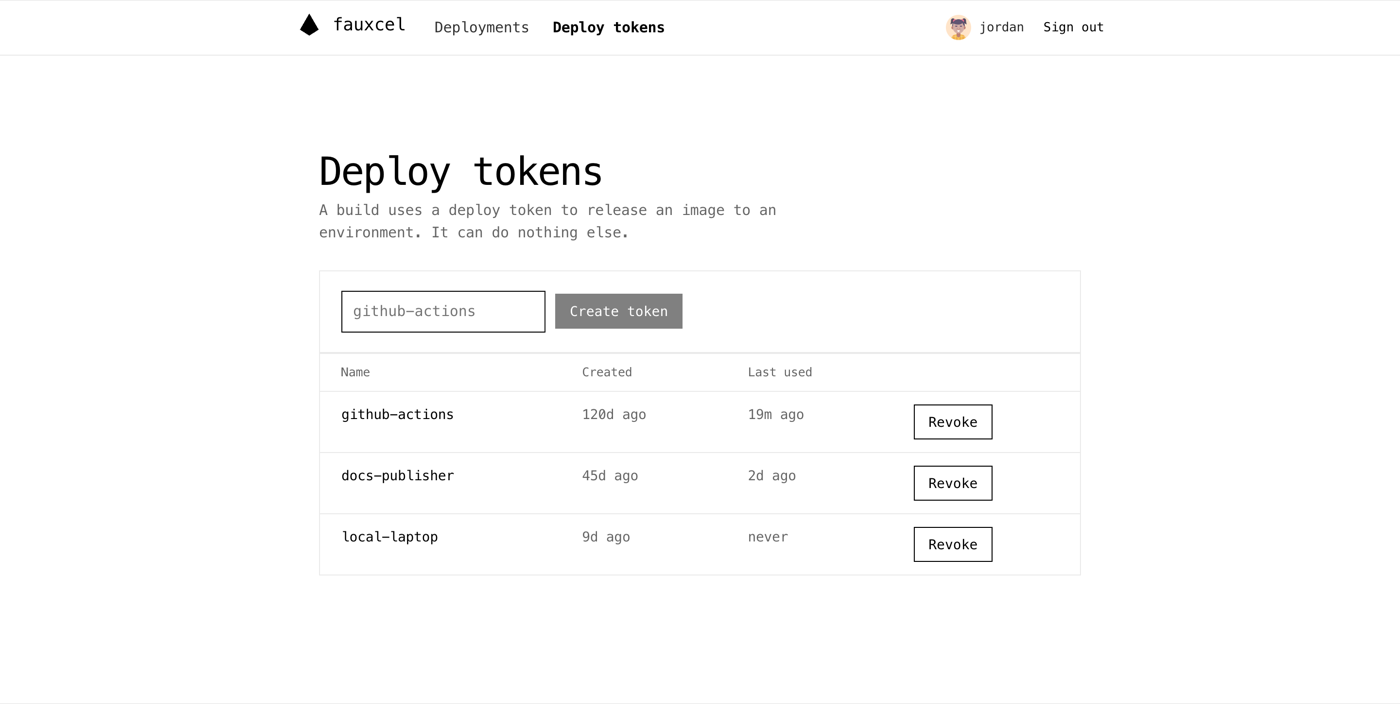 fauxcel Deployments Deploy tokens jordan Sign out
Deploy tokens
A build uses a deploy token to release an image to an
environment. It can do nothing else.
github-actions Create token
Name Created Last used
github-actions 120d ago 19m ago Revoke
docs-publisher 45d ago 2d ago Revoke
local-laptop 9d ago never Revoke